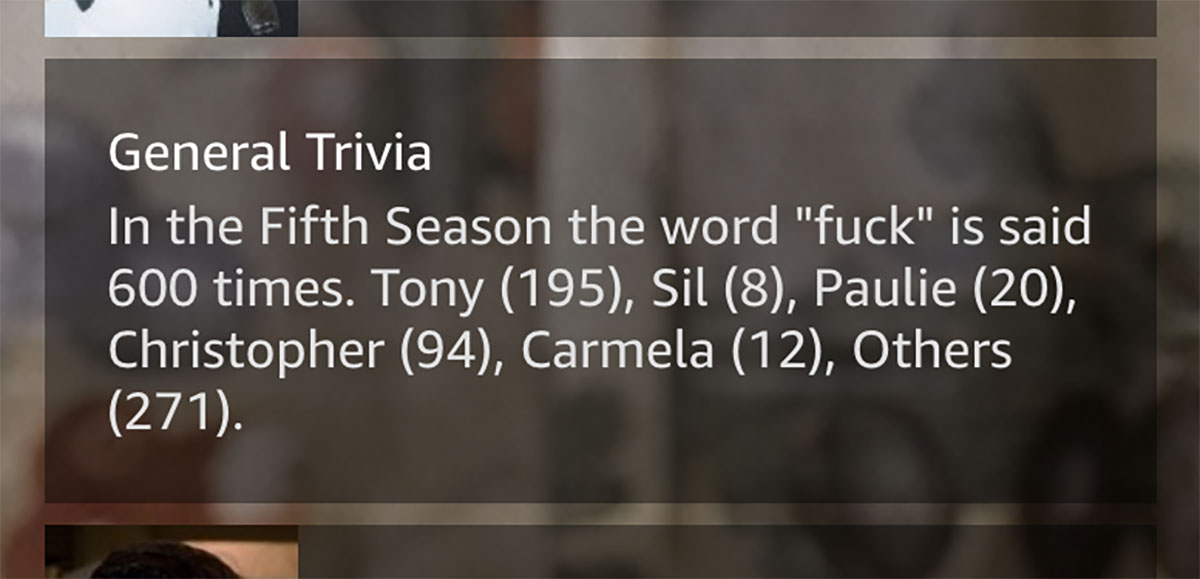 General Trivia
In the Fifth Season the word "fuck" is said
600 times. Tony (195), Sil (8), Paulie (20),
Christopher (94), Carmela (12), Others
(271).